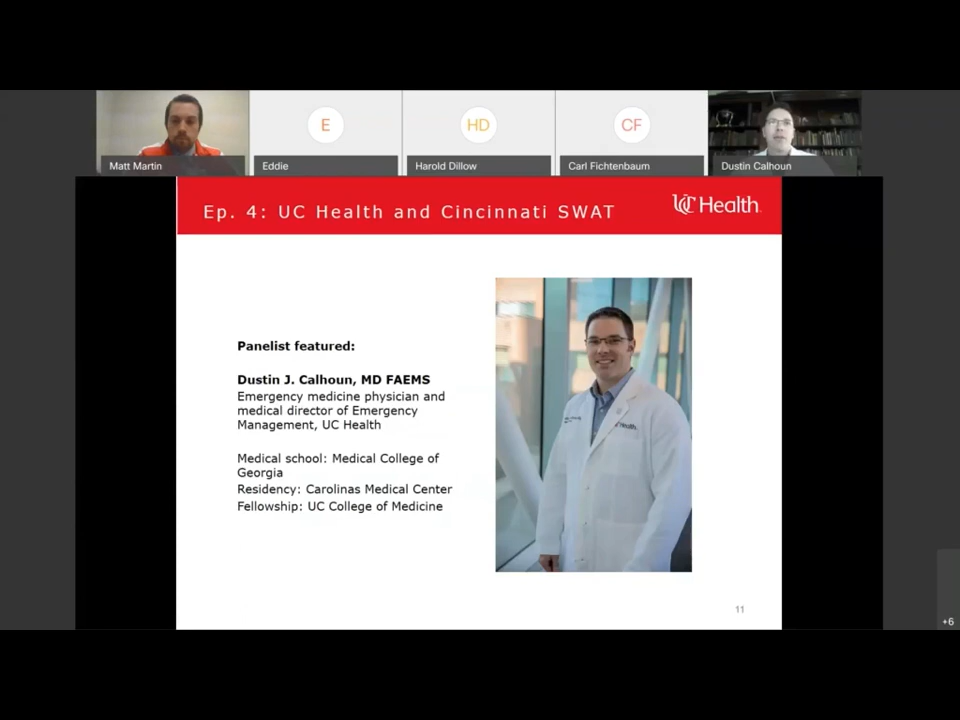 E
HD
CF
Matt Martin
Eddie
Harold Dillow
Carl Fichtenbaum
Dustin Calhoun
Ep. 4: UC Health and Cincinnati SWAT
UC Health
Panelist featured:
Dustin J. Calhoun, MD FAEMS
Emergency medicine physician and
medical director of Emergency
Management, UC Health
Medical school: Medical College of
Georgia
Residency: Carolinas Medical Center
Fellowship: UC College of Medicine
11
+6